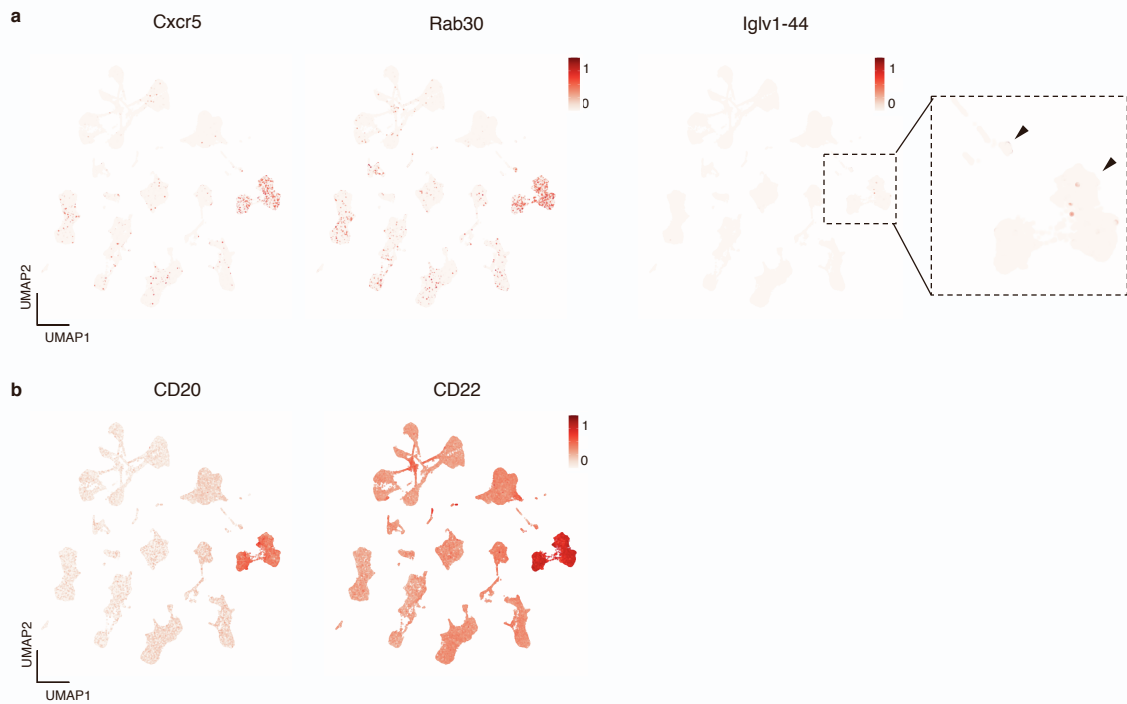 a
Cxcr5
Rab30
Iglv1-44
1
0
1
0
UMAP2
UMAP1
b
CD20
CD22
1
0
UMAP2
UMAP1